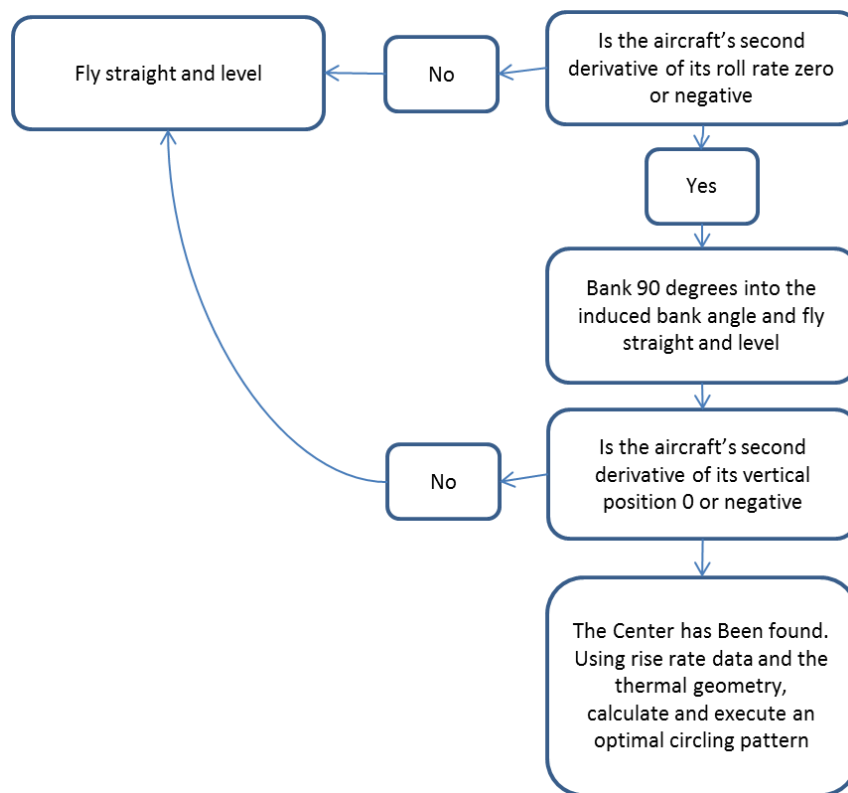 Fly straight and level
No
Is the aircraft’s second
derivative of its roll rate zero
or negative
Yes
Bank 90 degrees into the
induced bank angle and fly
straight and level
No
Is the aircraft’s second
derivative of its vertical
position 0 or negative
The Center has Been found.
Using rise rate data and the
thermal geometry,
calculate and execute an
optimal circling pattern